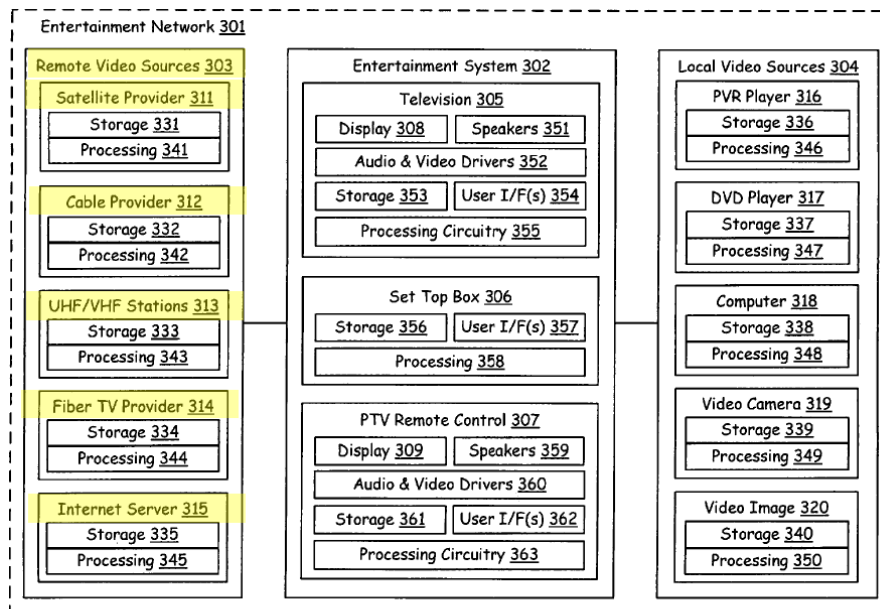 Entertainment Network 301
Remote Video Sources 303
Satellite Provider 311
Storage 331
Processing 341
Cable Provider 312
Storage 332
Processing 342
UHF/VHF Stations 313
Storage 333
Processing 343
Fiber TV Provider 314
Storage 334
Processing 344
Internet Server 315
Storage 335
Processing 345
Entertainment System 302
Television 305
Display 308
Speakers 351
Audio & Video Drivers 352
Storage 353
User I/F(s) 354
Processing Circuitry 355
Set Top Box 306
Storage 356
User I/F(s) 357
Processing 358
PTV Remote Control 307
Display 309
Speakers 359
Audio & Video Drivers 360
Storage 361
User I/F(s) 362
Processing Circuitry 363
Local Video Sources 304
PVR Player 316
Storage 336
Processing 346
DVD Player 317
Storage 337
Processing 347
Computer 318
Storage 338
Processing 348
Video Camera 319
Storage 339
Processing 349
Video Image 320
Storage 340
Processing 350